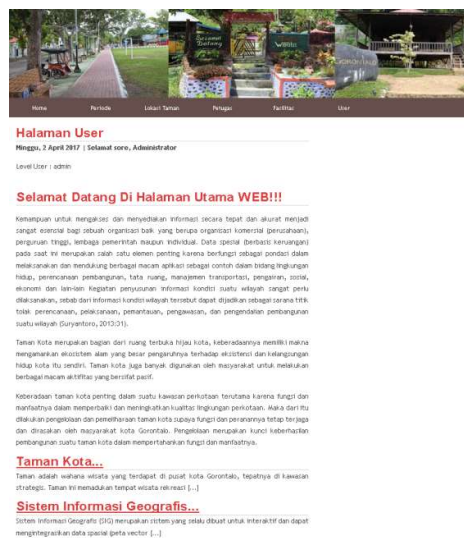 Selamat
Datang
Wisata
Gorontalo
Home Periode Lokasi Taman Petugas Fasilitas User
Halaman User
Minggu, 2 April 2017 | Selamat sore, Administrator
Level User : admin
Selamat Datang Di Halaman Utama WEB!!!
Kemampuan untuk mengakses dan menyediakan informasi secara tepat dan akurat menjadi
sangat esensial bagi sebuah organisasi baik yang berupa organisasi komersial (perusahaan),
perguruan tinggi, lembaga pemerintah maupun individual. Data spesial (berbasis keruangan)
pada saat ini merupakan salah satu elemen penting karena berfungsi sebagai pondasi dalam
melaksanakan dan mendukung berbagai macam aplikasi sebagai contoh dalam bidang lingkungan
hidup, perencanaan pembangunan, tata ruang, manajemen transportasi, pengairan, sosial,
ekonomi dan lain-lain Kegiatan penyusunan informasi kondisi suatu wilayah sangat perlu
dilaksanakan, sebab dari informasi kondisi wilayah tersebut dapat dijadikan sebagai sarana titik
tolak perencanaan, pelaksanaan, pemantauan, pengawasan, dan pengendalian pembangunan
suatu wilayah (Suryantoro, 2013:31).
Taman Kota merupakan bagian dari ruang terbuka hijau kota, keberadaannya memiliki makna
mengamankan ekosistem alam yang besar pengaruhnya terhadap eksistensi dan kelangsungan
hidup kota itu sendiri. Taman kota juga banyak digunakan oleh masyarakat untuk melakukan
berbagai macam aktifitas yang bersifat pasif.
Keberadaan taman kota penting dalam suatu kawasan perkotaan terutama karena fungsi dan
manfaatnya dalam memperbaiki dan meningkatkan kualitas lingkungan perkotaan. Maka dari itu
dilakukan pengelolaan dan pemeliharaan taman kota supaya fungsi dan peranannya tetap terjaga
dan dirasakan oleh masyarakat kota Gorontalo. Pengelolaan merupakan kunci keberhasilan
pembangunan suatu taman kota dalam mempertahankan fungsi dan manfaatnya.
Taman Kota...
Taman adalah wahana wisata yang terdapat di pusat kota Gorontalo, tepatnya di kawasan
strategis. Taman ini memadukan tempat wisata rekreasi [...]
Sistem Informasi Geografis...
Sistem Informasi Geografis (SIG) merupakan sistem yang selalu dibuat untuk interaktif dan dapat
mengintegrasikan data spasial (peta vector [...]